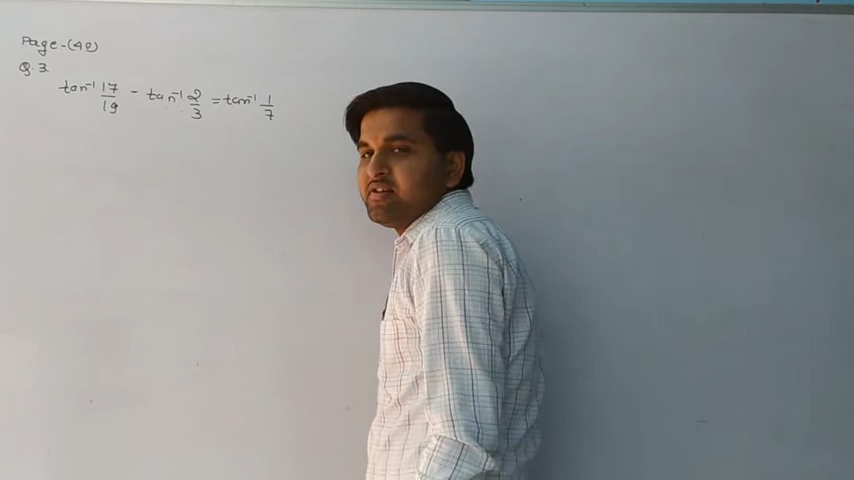 Page-(40)
Q.3.
tan⁻¹ 17/19 - tan⁻¹ 2/3 = tan⁻¹ 1/7